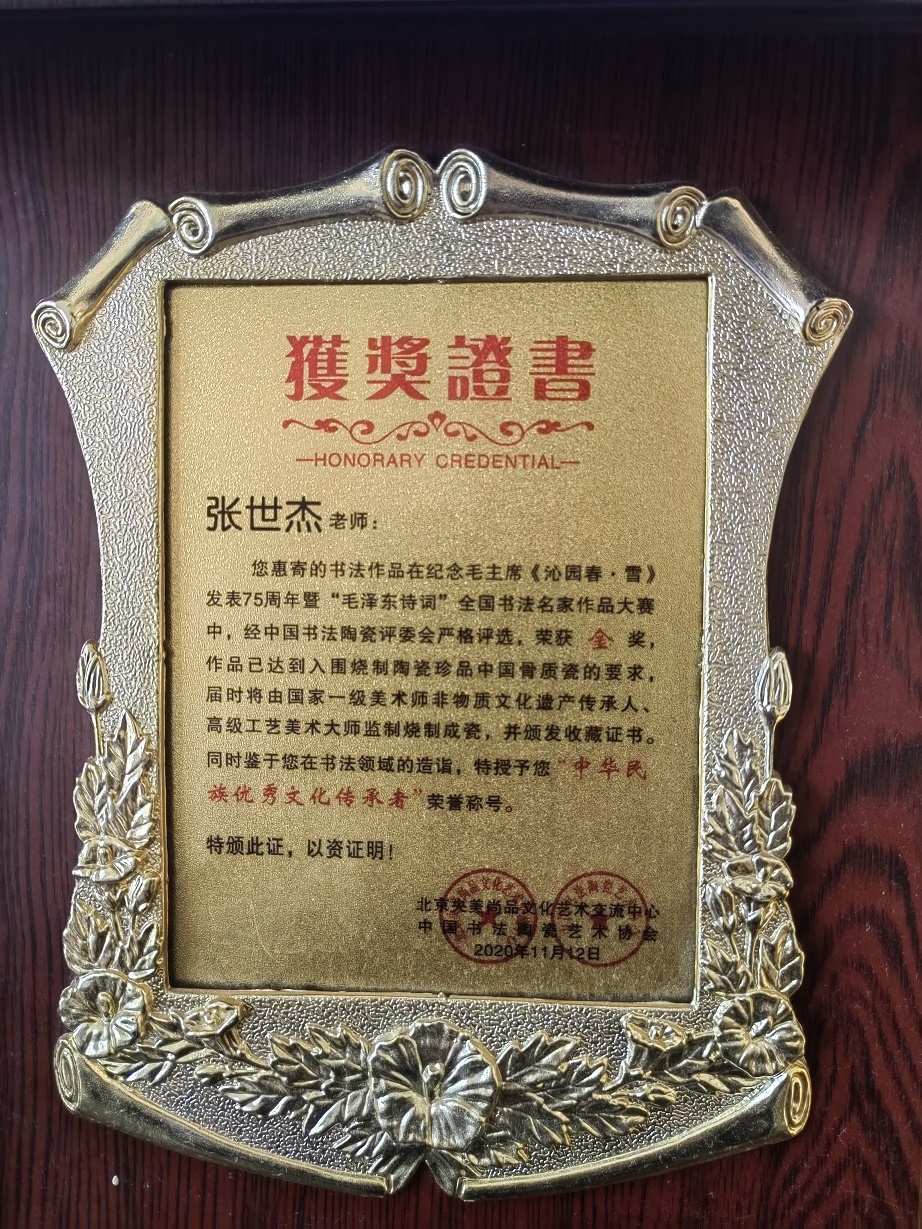 獲獎證書
—HONORARY CREDENTIAL—
张世杰老师：
您惠寄的书法作品在纪念毛主席《沁园春·雪》
发表75周年暨“毛泽东诗词”全国书法名家作品大赛
中，经中国书法陶瓷评委会严格评选，荣获 金 奖，
作品已达到入围烧制陶瓷珍品中国骨质瓷的要求，
届时将由国家一级美术师非物质文化遗产传承人、
高级工艺美术大师监制烧制成瓷，并颁发收藏证书。
同时鉴于您在书法领域的造诣，特授予您“中华民
族优秀文化传承者”荣誉称号。
特颁此证，以资证明！
北京央美尚品文化艺术交流中心
中国书法陶瓷艺术协会
2020年11月12日